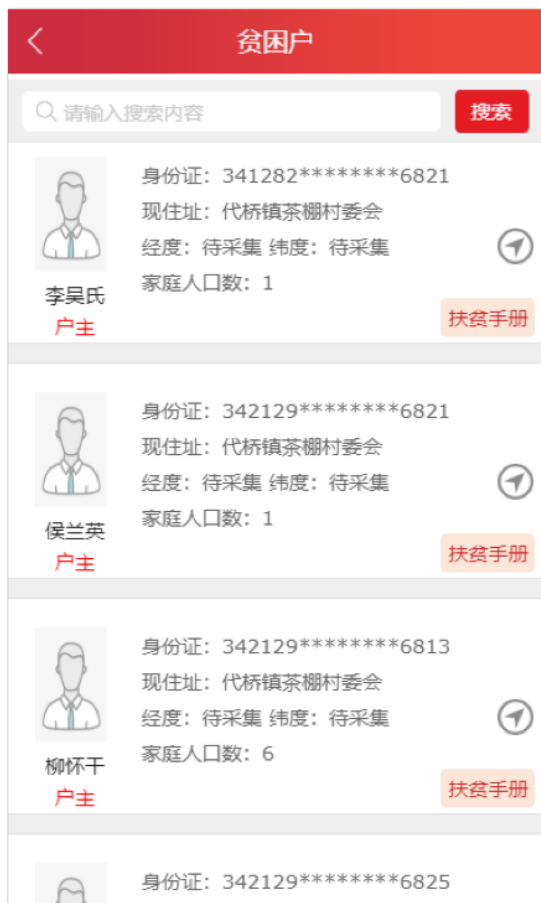 贫困户
请输入搜索内容
搜索
身份证：341282********6821
现住址：代桥镇茶棚村委会
经度：待采集 纬度：待采集
家庭人口数：1
李昊氏
户主
扶贫手册
身份证：342129********6821
现住址：代桥镇茶棚村委会
经度：待采集 纬度：待采集
家庭人口数：1
侯兰英
户主
扶贫手册
身份证：342129********6813
现住址：代桥镇茶棚村委会
经度：待采集 纬度：待采集
家庭人口数：6
柳怀干
户主
扶贫手册
身份证：342129********6825